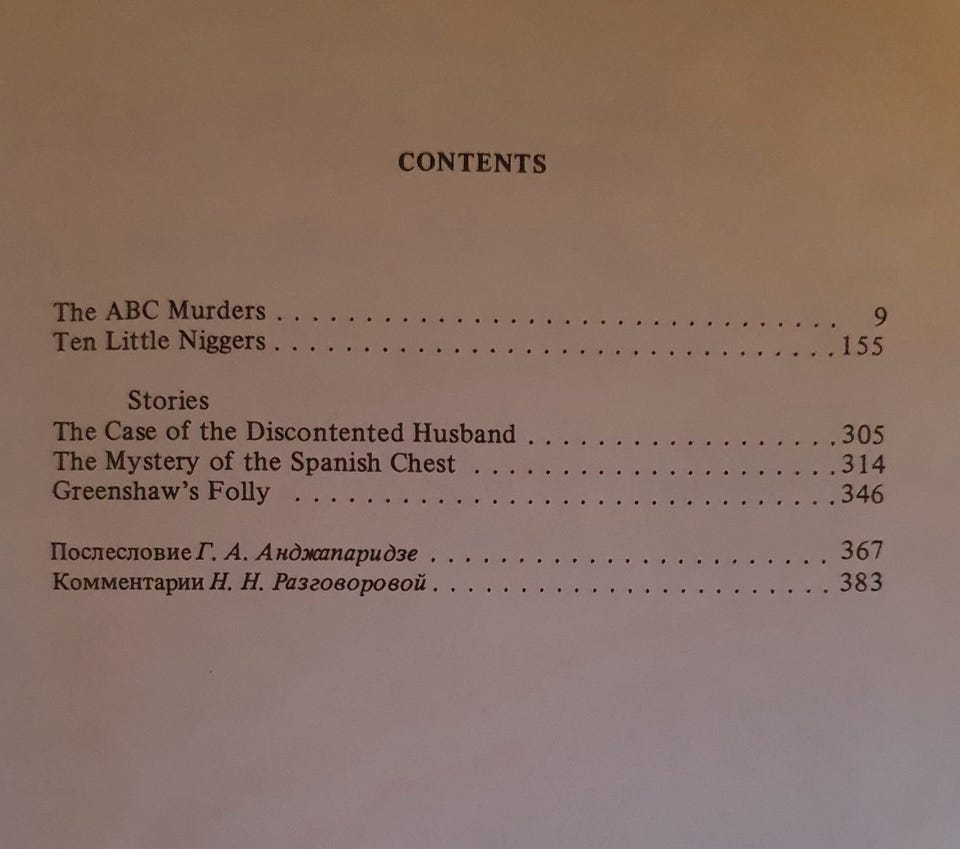 CONTENTS
The ABC Murders . . . . . . . . . . . . . . . . . . . . . . . . . . . . . . . . 9
Ten Little Niggers . . . . . . . . . . . . . . . . . . . . . . . . . . . . . . . . 155
Stories
The Case of the Discontented Husband . . . . . . . . . . . . . . . . . . 305
The Mystery of the Spanish Chest . . . . . . . . . . . . . . . . . . . . . 314
Greenshaw's Folly . . . . . . . . . . . . . . . . . . . . . . . . . . . . . . . 346
Послесловие Г. А. Анджапаридзе . . . . . . . . . . . . . . . . . . . . . . . 367
Комментарии Н. Н. Разговоровой . . . . . . . . . . . . . . . . . . . . . . . 383